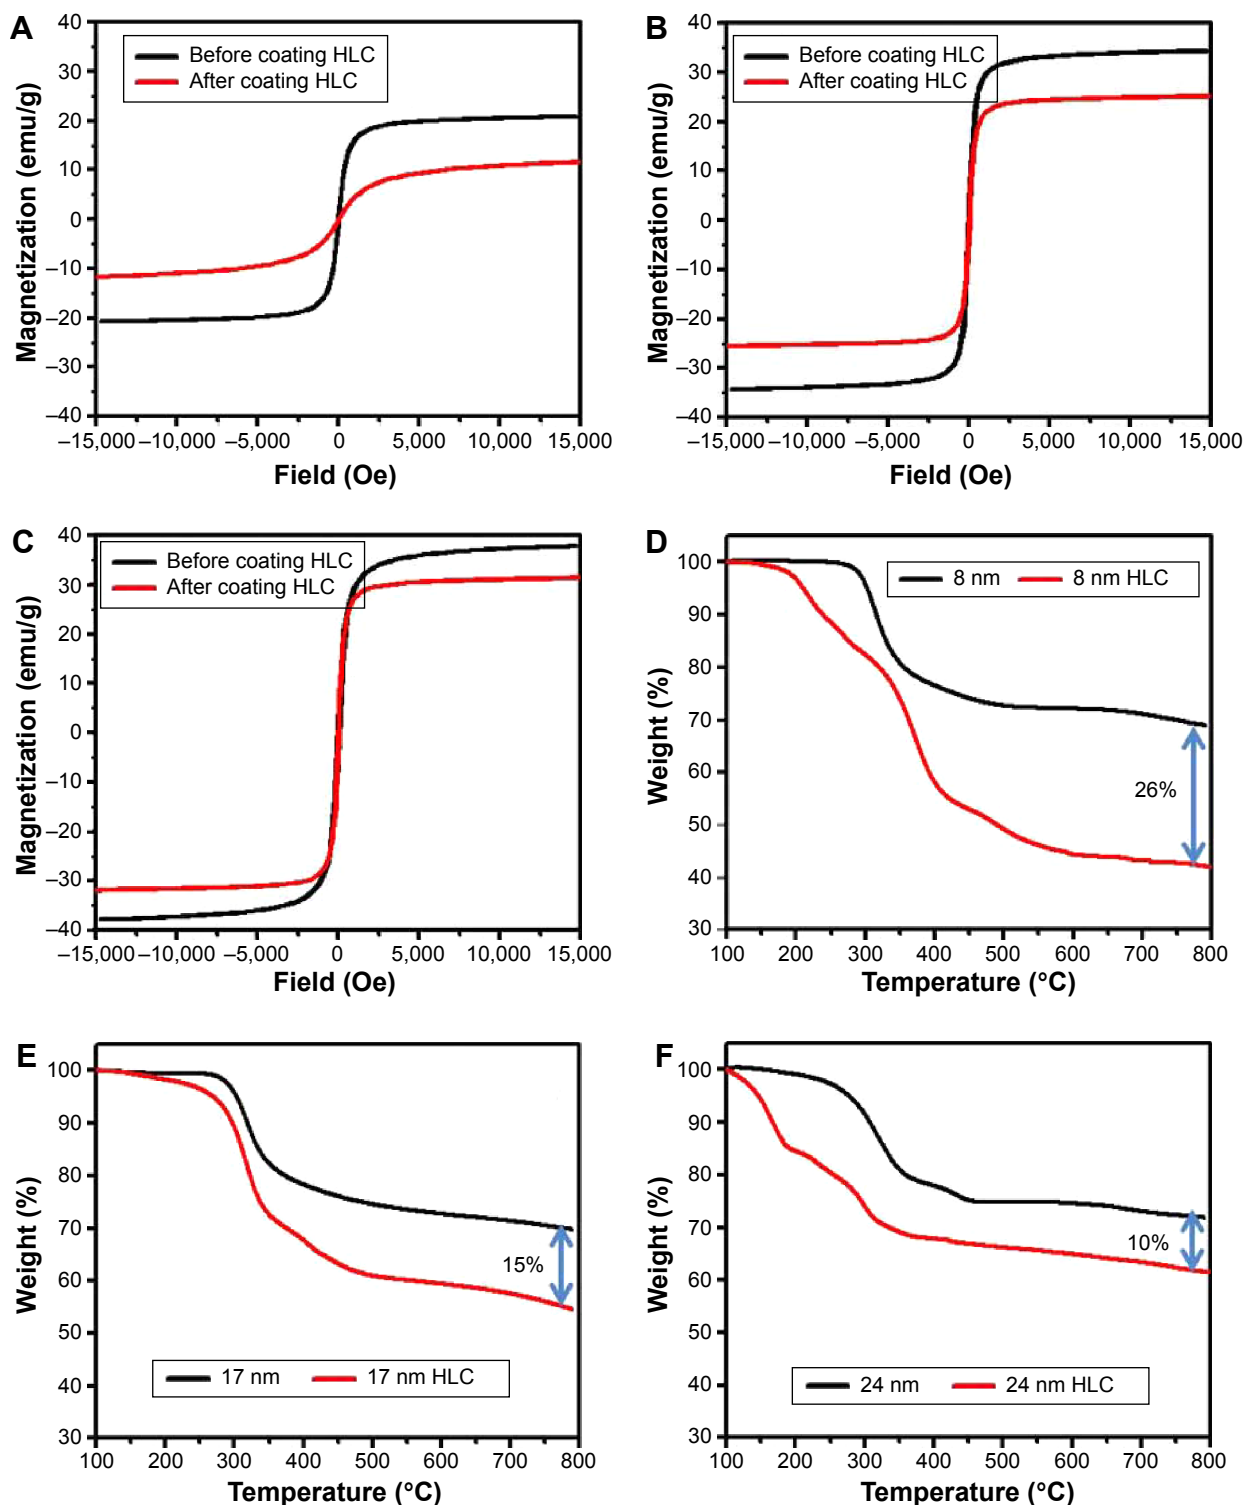 A
Before coating HLC
After coating HLC
40
30
20
10
0
–10
–20
–30
–40
Magnetization (emu/g)
–15,000 –10,000 –5,000 0 5,000 10,000 15,000
Field (Oe)
B
Before coating HLC
After coating HLC
40
30
20
10
0
–10
–20
–30
–40
Magnetization (emu/g)
–15,000 –10,000 –5,000 0 5,000 10,000 15,000
Field (Oe)
C
Before coating HLC
After coating HLC
40
30
20
10
0
–10
–20
–30
–40
Magnetization (emu/g)
–15,000 –10,000 –5,000 0 5,000 10,000 15,000
Field (Oe)
D
8 nm 8 nm HLC
100
90
80
70
60
50
40
30
Weight (%)
26%
100 200 300 400 500 600 700 800
Temperature (°C)
E
100
90
80
70
60
50
40
30
Weight (%)
15%
17 nm 17 nm HLC
100 200 300 400 500 600 700 800
Temperature (°C)
F
100
90
80
70
60
50
40
30
Weight (%)
10%
24 nm 24 nm HLC
100 200 300 400 500 600 700 800
Temperature (°C)